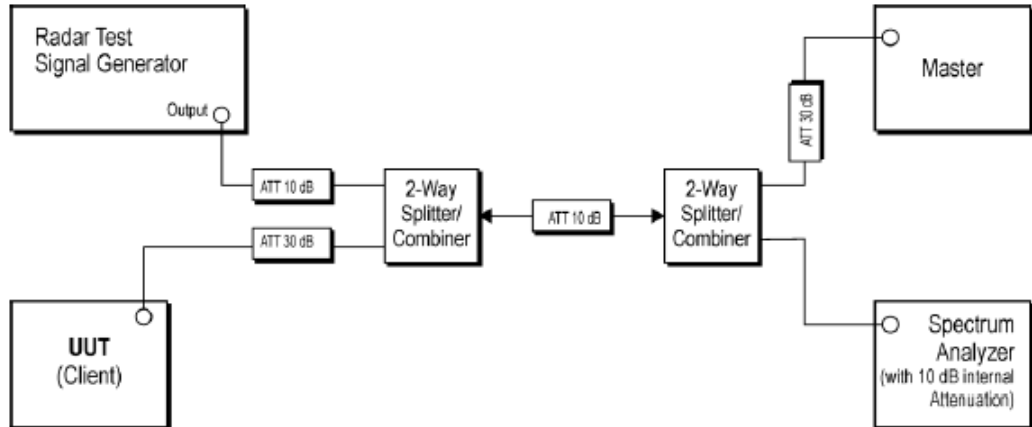 Radar Test
Signal Generator
Output
ATT 10 dB
ATT 30 dB
2-Way
Splitter/
Combiner
ATT 10 dB
2-Way
Splitter/
Combiner
ATT 30 dB
Master
UUT
(Client)
Spectrum
Analyzer
(with 10 dB internal
Attenuation)